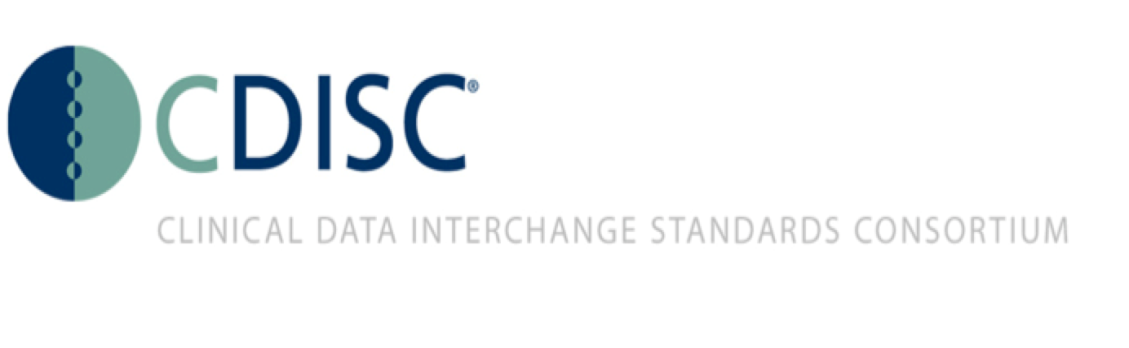 CDISC®
CLINICAL DATA INTERCHANGE STANDARDS CONSORTIUM